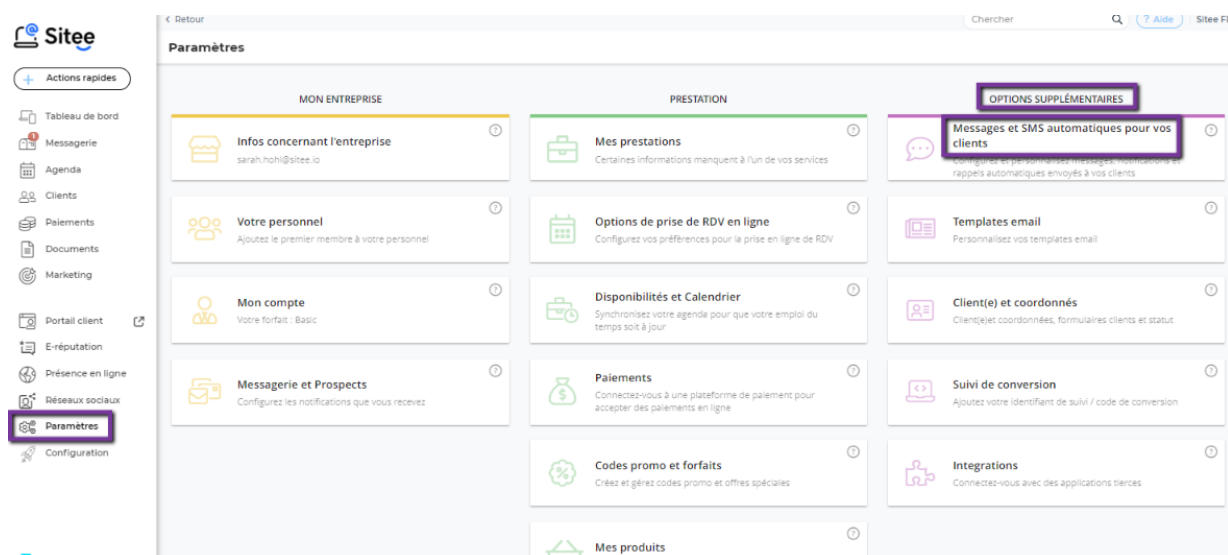 Sitee
Actions rapides
Tableau de bord
1
Messagerie
Agenda
Clients
Paiements
Documents
Marketing
Portail client
E-réputation
Présence en ligne
Réseaux sociaux
Paramètres
Configuration
< Retour
Chercher
? Aide
Sitee Fl
Paramètres
MON ENTREPRISE
Infos concernant l'entreprise
sarah.hohl@sitee.io
Votre personnel
Ajoutez le premier membre à votre personnel
Mon compte
Votre forfait : Basic
Messagerie et Prospects
Configurez les notifications que vous recevez
PRESTATION
Mes prestations
Certaines informations manquent à l'un de vos services
Options de prise de RDV en ligne
Configurez vos préférences pour la prise en ligne de RDV
Disponibilités et Calendrier
Synchronisez votre agenda pour que votre emploi du
temps soit à jour
Paiements
Connectez-vous à une plateforme de paiement pour
accepter des paiements en ligne
Codes promo et forfaits
Créez et gérez codes promo et offres spéciales
Mes produits
OPTIONS SUPPLÉMENTAIRES
Messages et SMS automatiques pour vos
clients
Configurez et personnalisez messages, notifications et
rappels automatiques envoyés à vos clients
Templates email
Personnalisez vos templates email
Client(e) et coordonnés
Client(e)et coordonnées, formulaires clients et statut
Suivi de conversion
Ajoutez votre identifiant de suivi / code de conversion
Integrations
Connectez-vous avec des applications tierces